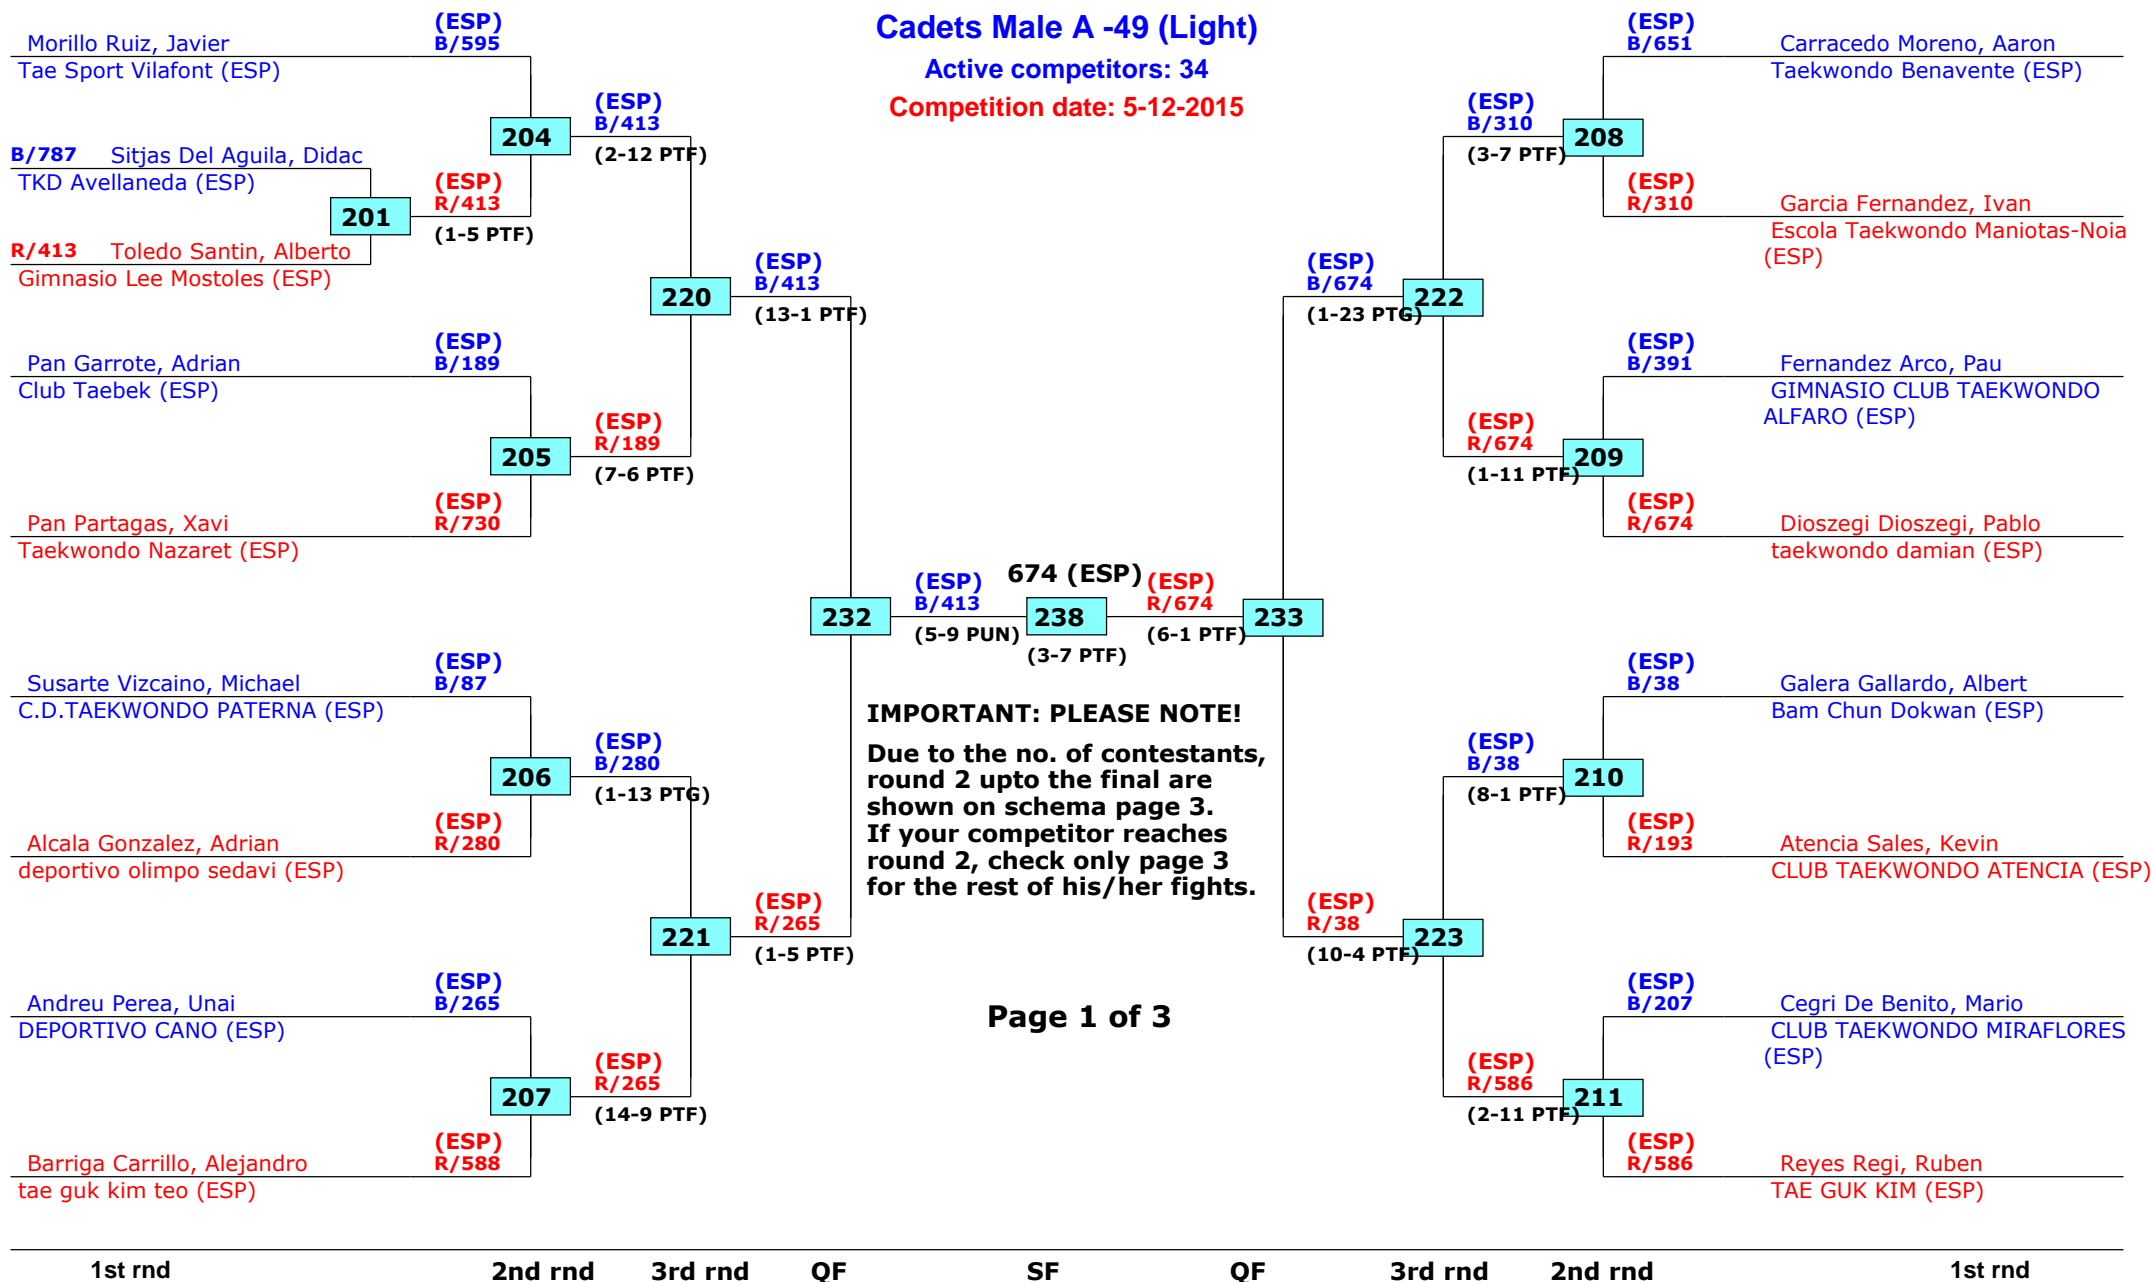 Cadets Male A -49 (Light)
Active competitors: 34
Competition date: 5-12-2015
Morillo Ruiz, Javier
Tae Sport Vilafont (ESP)
(ESP)
B/595
B/787 Sitjas Del Aguila, Didac
TKD Avellaneda (ESP)
R/413 Toledo Santin, Alberto
Gimnasio Lee Mostoles (ESP)
201
(ESP)
R/413
(1-5 PTF)
204
(ESP)
B/413
(2-12 PTF)
Pan Garrote, Adrian
Club Taebek (ESP)
(ESP)
B/189
Pan Partagas, Xavi
Taekwondo Nazaret (ESP)
(ESP)
R/730
205
(ESP)
R/189
(7-6 PTF)
220
(ESP)
B/413
(13-1 PTF)
Susarte Vizcaino, Michael
C.D.TAEKWONDO PATERNA (ESP)
(ESP)
B/87
Alcala Gonzalez, Adrian
deportivo olimpo sedavi (ESP)
(ESP)
R/280
206
(ESP)
B/280
(1-13 PTG)
Andreu Perea, Unai
DEPORTIVO CANO (ESP)
(ESP)
B/265
Barriga Carrillo, Alejandro
tae guk kim teo (ESP)
(ESP)
R/588
207
(ESP)
R/265
(14-9 PTF)
221
(ESP)
R/265
(1-5 PTF)
232
(ESP)
B/413
(5-9 PUN)
674 (ESP)
238
(3-7 PTF)
(ESP)
R/674
(6-1 PTF)
233
IMPORTANT: PLEASE NOTE!
Due to the no. of contestants,
round 2 upto the final are
shown on schema page 3.
If your competitor reaches
round 2, check only page 3
for the rest of his/her fights.
Page 1 of 3
(ESP)
B/674
(1-23 PTG)
222
(ESP)
B/310
(3-7 PTF)
208
(ESP)
B/651
Carracedo Moreno, Aaron
Taekwondo Benavente (ESP)
(ESP)
R/310
Garcia Fernandez, Ivan
Escola Taekwondo Maniotas-Noia
(ESP)
(ESP)
R/674
(1-11 PTF)
209
(ESP)
B/391
Fernandez Arco, Pau
GIMNASIO CLUB TAEKWONDO
ALFARO (ESP)
(ESP)
R/674
Dioszegi Dioszegi, Pablo
taekwondo damian (ESP)
(ESP)
R/38
(10-4 PTF)
223
(ESP)
B/38
(8-1 PTF)
210
(ESP)
B/38
Galera Gallardo, Albert
Bam Chun Dokwan (ESP)
(ESP)
R/193
Atencia Sales, Kevin
CLUB TAEKWONDO ATENCIA (ESP)
(ESP)
R/586
(2-11 PTF)
211
(ESP)
B/207
Cegri De Benito, Mario
CLUB TAEKWONDO MIRAFLORES
(ESP)
(ESP)
R/586
Reyes Regi, Ruben
TAE GUK KIM (ESP)
1st rnd 2nd rnd 3rd rnd QF SF QF 3rd rnd 2nd rnd 1st rnd